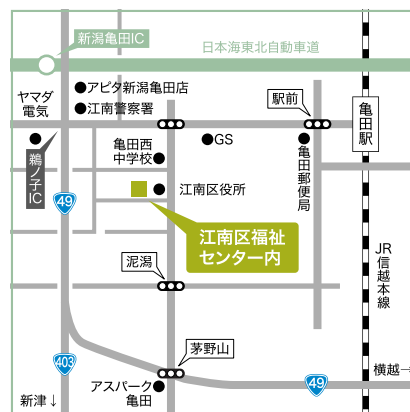 新潟亀田IC
日本海東北自動車道
アピタ新潟亀田店
江南警察署
ヤマダ
電気
駅前
亀田駅
亀田西
中学校
GS
亀田郵便局
鵜ノ子IC
江南区役所
49
江南区福祉
センター内
JR信越本線
泥潟
茅野山
403
アスパーク
亀田
49
横越→
新津↓